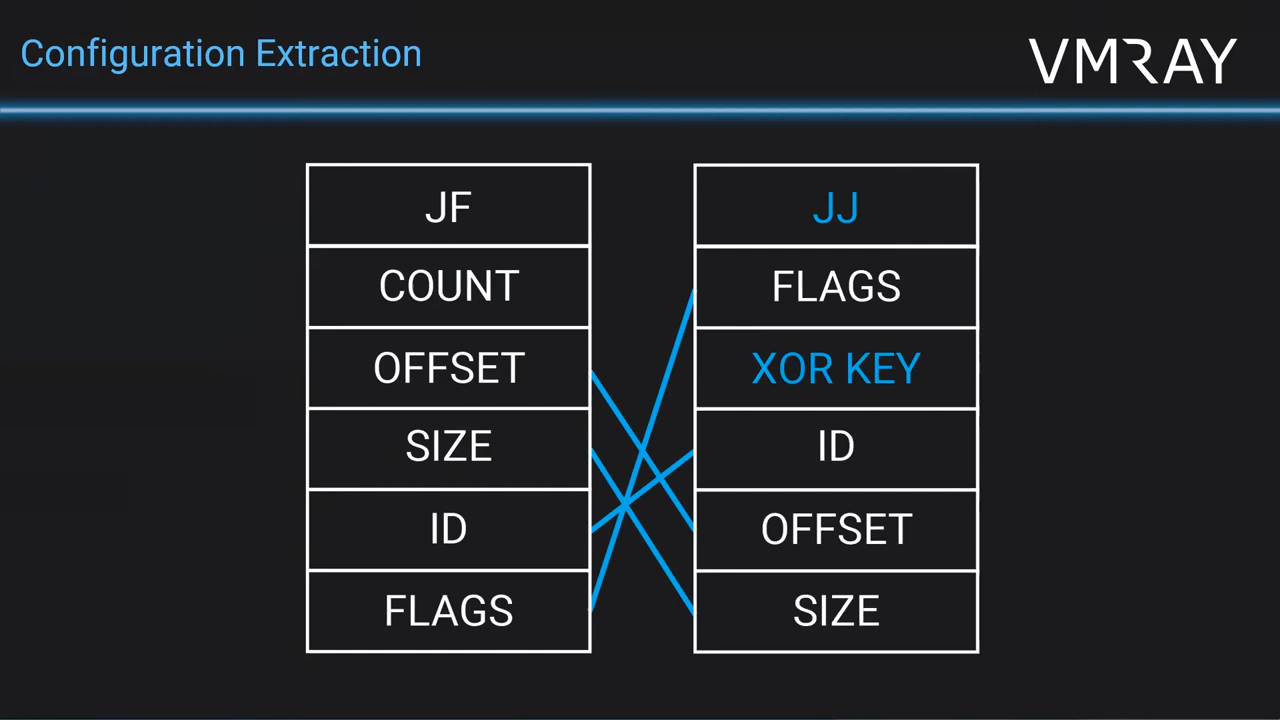 Configuration Extraction
VMRAY
JF
COUNT
OFFSET
SIZE
ID
FLAGS
JJ
FLAGS
XOR KEY
ID
OFFSET
SIZE